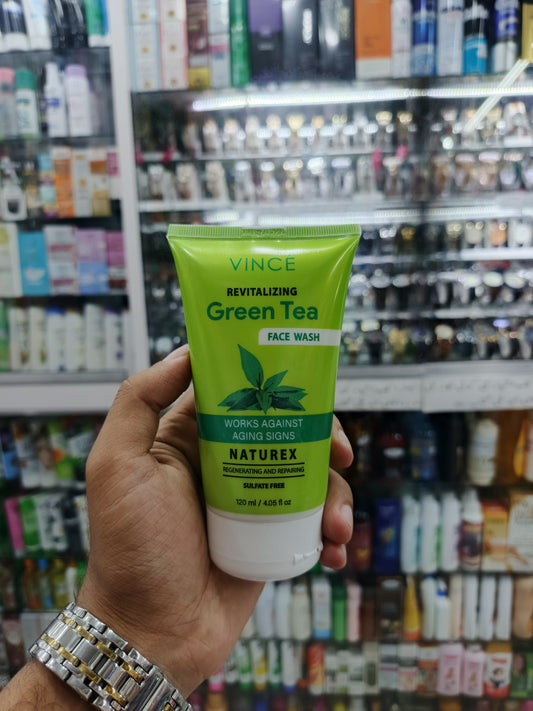 VINCE
REVITALIZING
Green Tea
FACE WASH
WORKS AGAINST
AGING SIGNS
NATUREX
REGENERATING AND REPAIRING
SULFATE FREE
120 ml / 4.05 fl oz